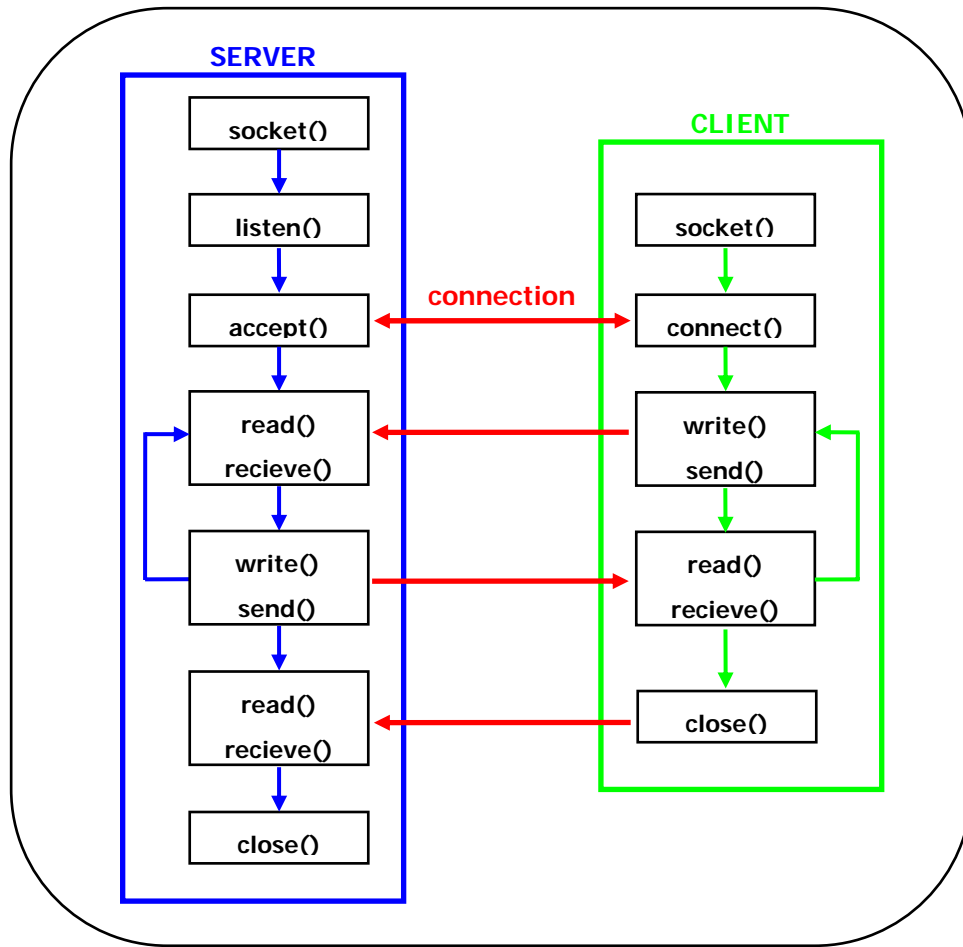 SERVER
socket()
listen()
accept()
read()
recieve()
write()
send()
read()
recieve()
close()
connection
CLIENT
socket()
connect()
write()
send()
read()
recieve()
close()